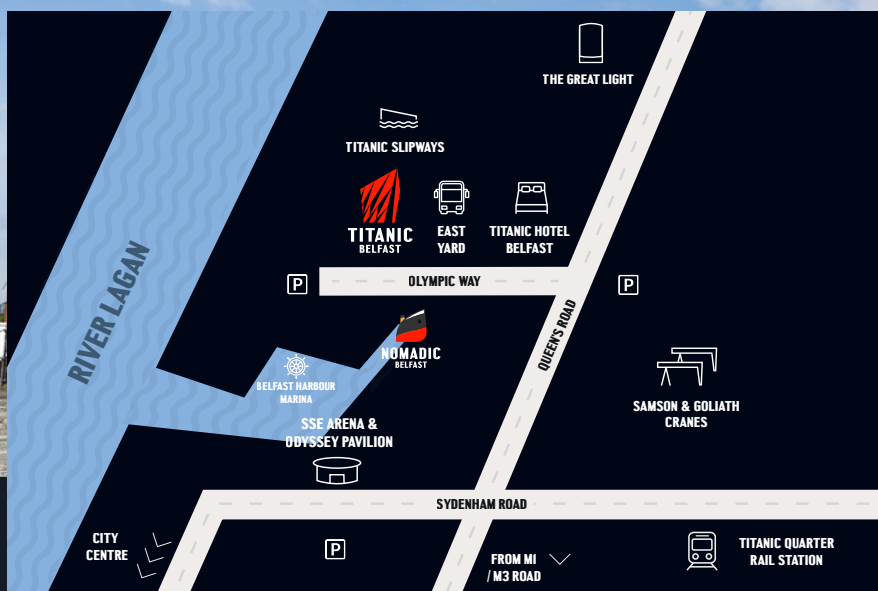 THE GREAT LIGHT
TITANIC SLIPWAYS
TITANIC
BELFAST
EAST
YARD
TITANIC HOTEL
BELFAST
RIVER LAGAN
P
OLYMPIC WAY
P
QUEEN'S ROAD
NOMADIC
BELFAST
BELFAST HARBOUR
MARINA
SAMSON & GOLIATH
CRANES
SSE ARENA &
ODYSSEY PAVILION
SYDENHAM ROAD
CITY
CENTRE
P
FROM M1
/ M3 ROAD
TITANIC QUARTER
RAIL STATION